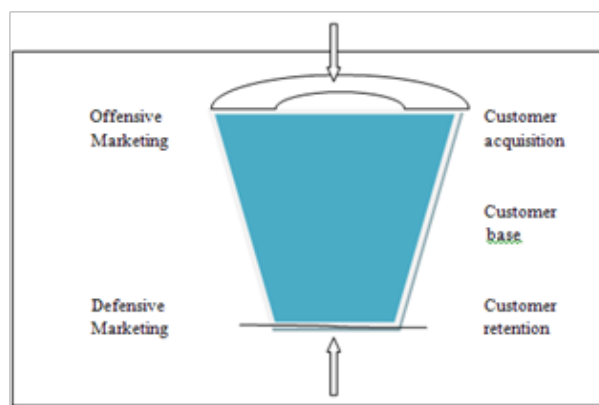 Offensive
Marketing
Customer
acquisition
Customer
base
Defensive
Marketing
Customer
retention